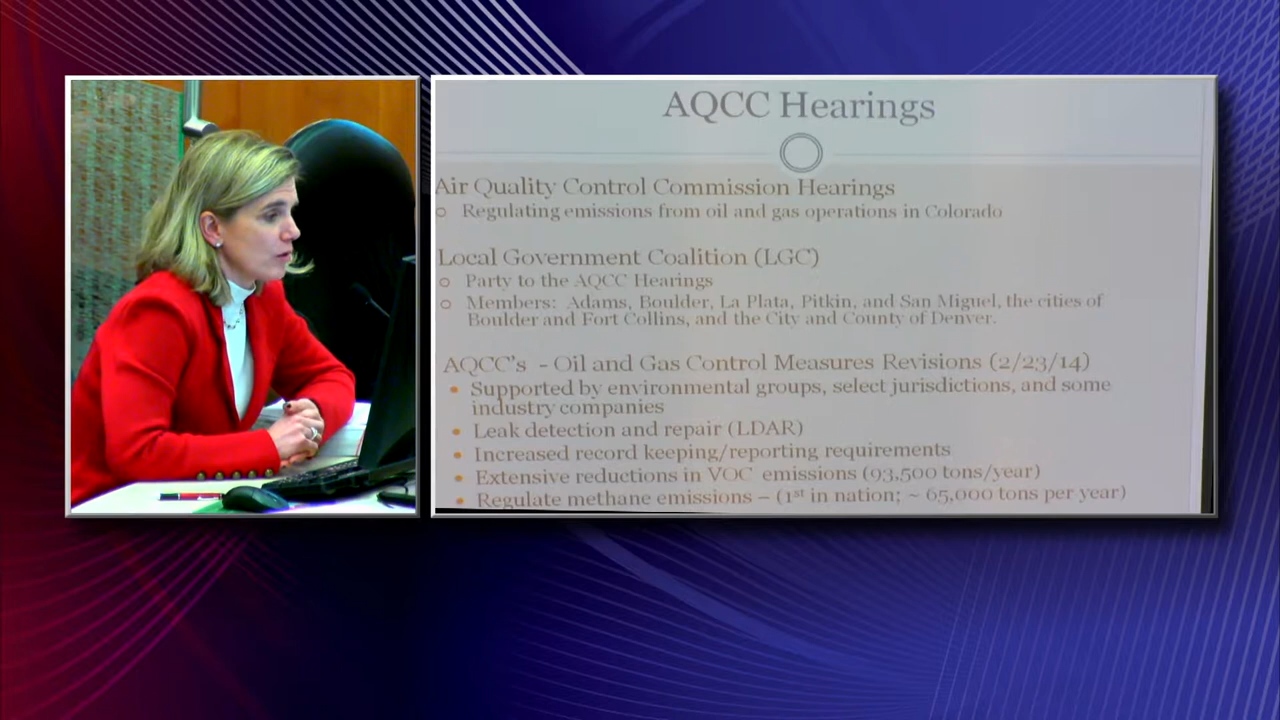 AQCC Hearings
Air Quality Control Commission Hearings
Regulating emissions from oil and gas operations in Colorado
Local Government Coalition (LGC)
Party to the AQCC Hearings
Members: Adams, Boulder, La Plata, Pitkin, and San Miguel, the cities of
Boulder and Fort Collins, and the City and County of Denver.
AQCC's - Oil and Gas Control Measures Revisions (2/23/14)
Supported by environmental groups, select jurisdictions, and some
industry companies
Leak detection and repair (LDAR)
Increased record keeping/reporting requirements
Extensive reductions in VOC emissions (93,500 tons/year)
Regulate methane emissions – (1st in nation; ~ 65,000 tons per year)